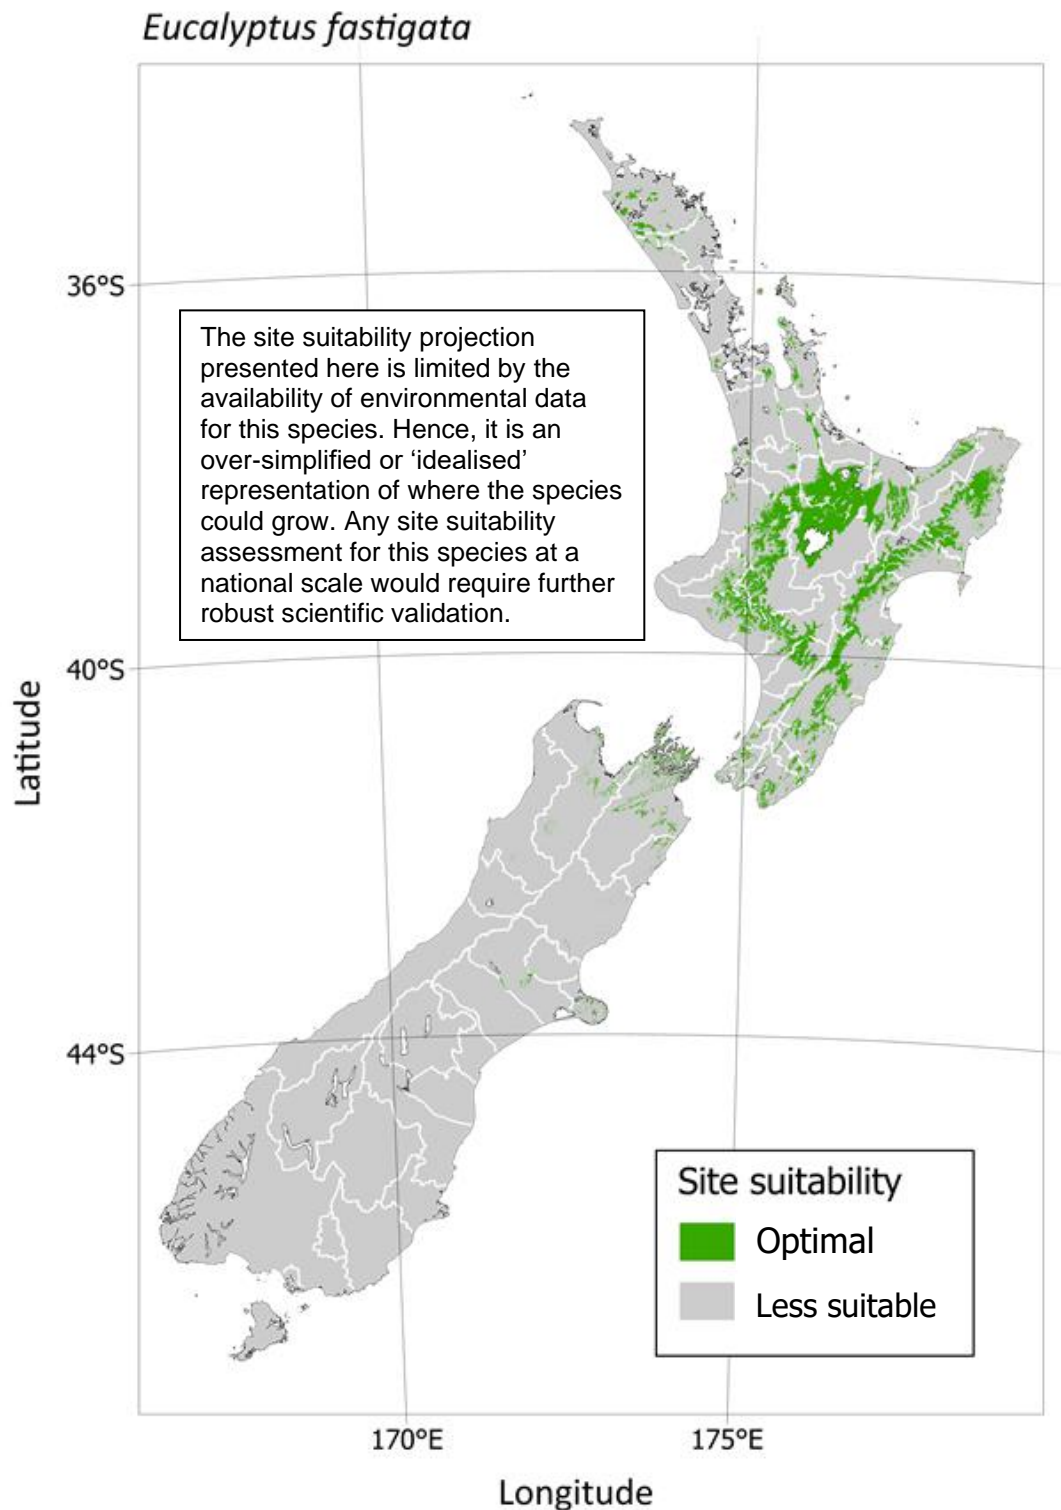 Eucalyptus fastigata
36°S
The site suitability projection
presented here is limited by the
availability of environmental data
for this species. Hence, it is an
over-simplified or ‘idealised’
representation of where the species
could grow. Any site suitability
assessment for this species at a
national scale would require further
robust scientific validation.
40°S
Latitude
44°S
Site suitability
Optimal
Less suitable
170°E
175°E
Longitude